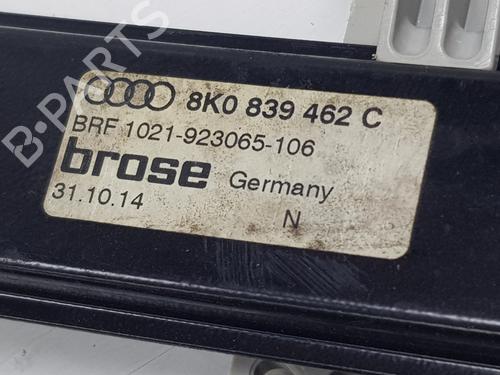 B-PARTS
8K0 839 462 C
BRF 1021-923065-106
brose Germany
31.10.14 N